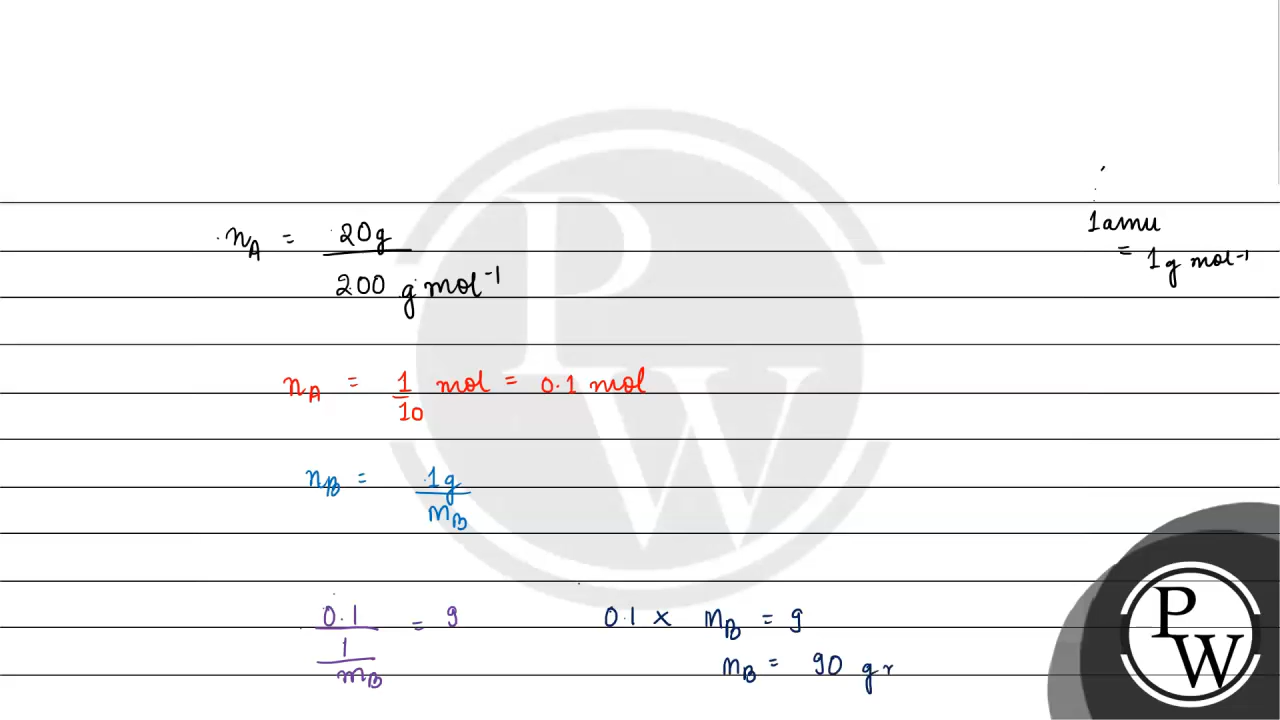 1 amu
= 1 g mol⁻¹
n_A = 20g / 200 g mol⁻¹
n_A = 1/10 mol = 0.1 mol
n_B = 1g / m_B
0.1 / (1 / m_B) = 9
0.1 × m_B = 9
m_B = 90 g
P
W
P
W